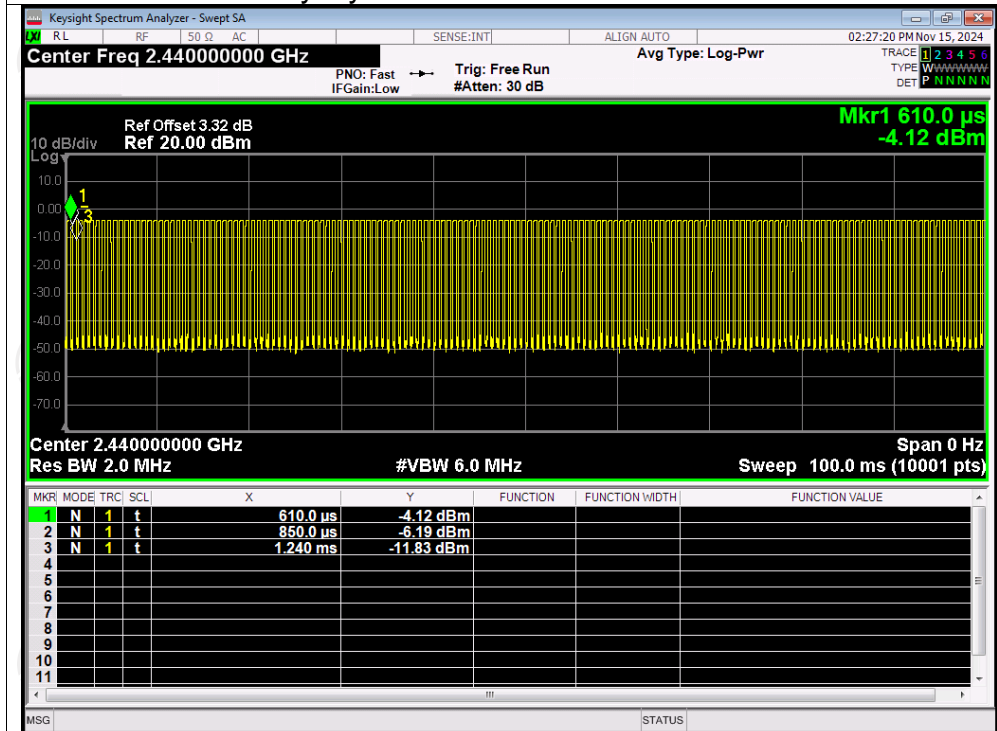 Keysight Spectrum Analyzer - Swept SA
LXI RL RF 50 Ω AC SENSE:INT ALIGN AUTO 02:27:20 PM Nov 15, 2024
Center Freq 2.440000000 GHz Avg Type: Log-Pwr TRACE 1 2 3 4 5 6
PNO: Fast Trig: Free Run TYPE WWWWWW
IFGain:Low #Atten: 30 dB DET P N N N N N
Mkr1 610.0 µs
Ref Offset 3.32 dB
10 dB/div Ref 20.00 dBm -4.12 dBm
Log
10.0
1
0.00
3
-10.0
-20.0
-30.0
-40.0
-50.0
-60.0
-70.0
Center 2.440000000 GHz Span 0 Hz
Res BW 2.0 MHz #VBW 6.0 MHz Sweep 100.0 ms (10001 pts)
MKR MODE TRC SCL X Y FUNCTION FUNCTION WIDTH FUNCTION VALUE
1 N 1 t 610.0 µs -4.12 dBm
2 N 1 t 850.0 µs -6.19 dBm
3 N 1 t 1.240 ms -11.83 dBm
4
5
6
7
8
9
10
11
MSG STATUS